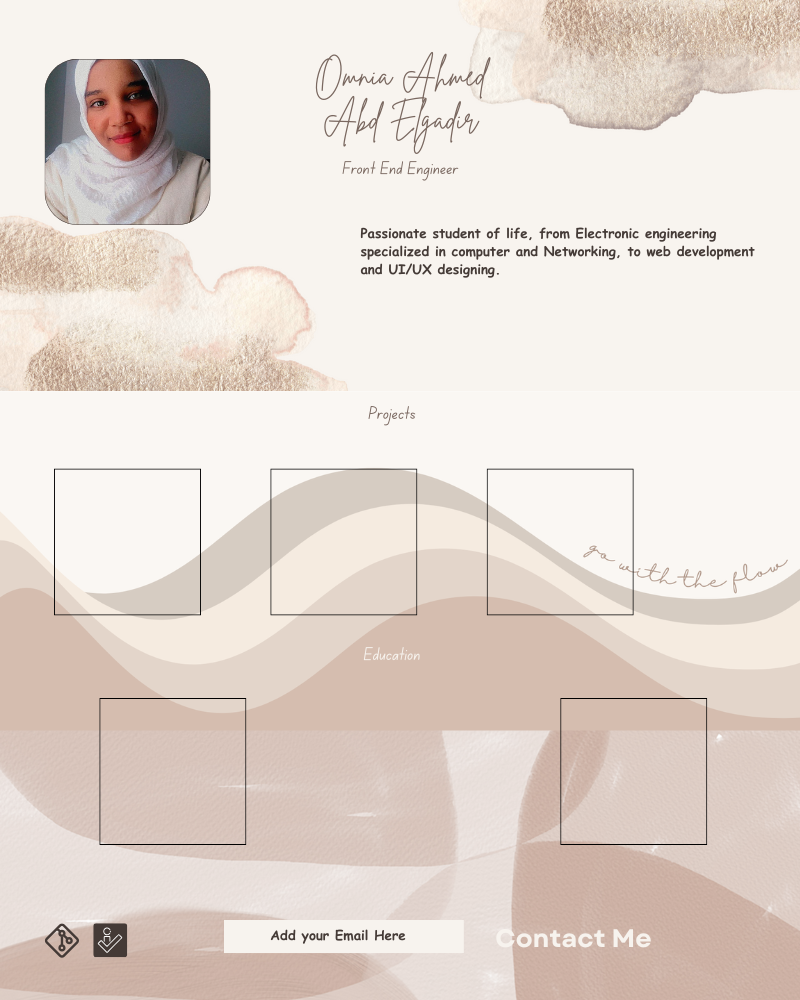 Omnia Ahmed
Abd Elgadir
Front End Engineer
Passionate student of life, from Electronic engineering
specialized in computer and Networking, to web development
and UI/UX designing.
Projects
go with the flow
Education
Add your Email Here
Contact Me